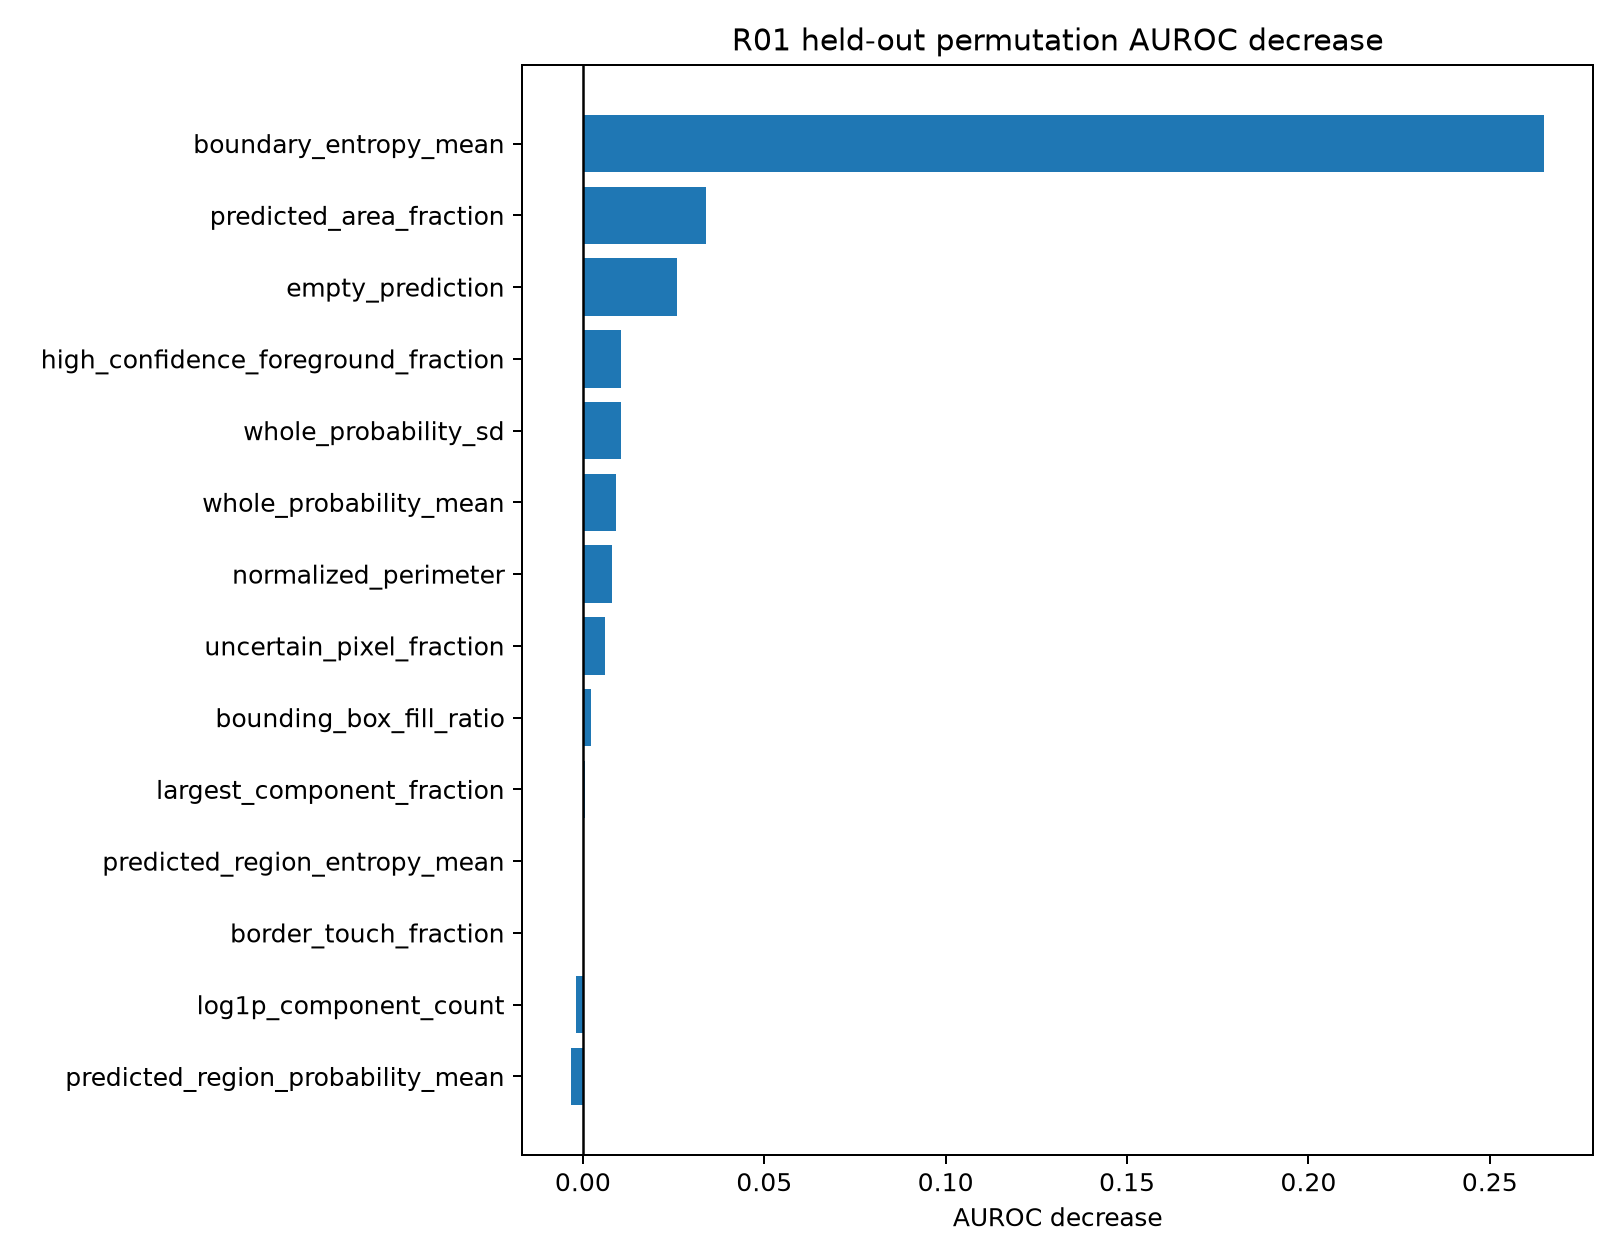 R01 held-out permutation AUROC decrease
boundary_entropy_mean
predicted_area_fraction
empty_prediction
high_confidence_foreground_fraction
whole_probability_sd
whole_probability_mean
normalized_perimeter
uncertain_pixel_fraction
bounding_box_fill_ratio
largest_component_fraction
predicted_region_entropy_mean
border_touch_fraction
log1p_component_count
predicted_region_probability_mean
0.00 0.05 0.10 0.15 0.20 0.25
AUROC decrease